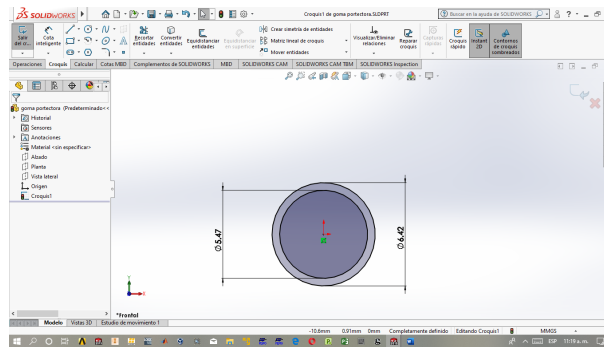 SOLIDWORKS
Croquis1 de goma portectora.SLDPRT
Buscar en la ayuda de SOLIDWORKS
Salir del cr...
Cota inteligente
Recortar entidades
Convertir entidades
Equidistanciar entidades
Equidistanciar en superficie
Crear simetría de entidades
Matriz lineal de croquis
Mover entidades
Visualizar/Eliminar relaciones
Reparar croquis
Capturas rápidas
Croquis rápido
Instant 2D
Contornos de croquis sombreados
Operaciones Croquis Calcular Cotas MBD Complementos de SOLIDWORKS MBD SOLIDWORKS CAM SOLIDWORKS CAM TBM SOLIDWORKS Inspection
goma portectora (Predeterminado<<
Historial
Sensores
Anotaciones
Material <sin especificar>
Alzado
Planta
Vista lateral
Origen
Croquis1
Ø5,47
Ø6,42
Y
X
*Frontal
Modelo Vistas 3D Estudio de movimiento 1
-10.6mm 0.91mm 0mm Completamente definido Editando Croquis1 MMGS
ESP 11:19 a. m.